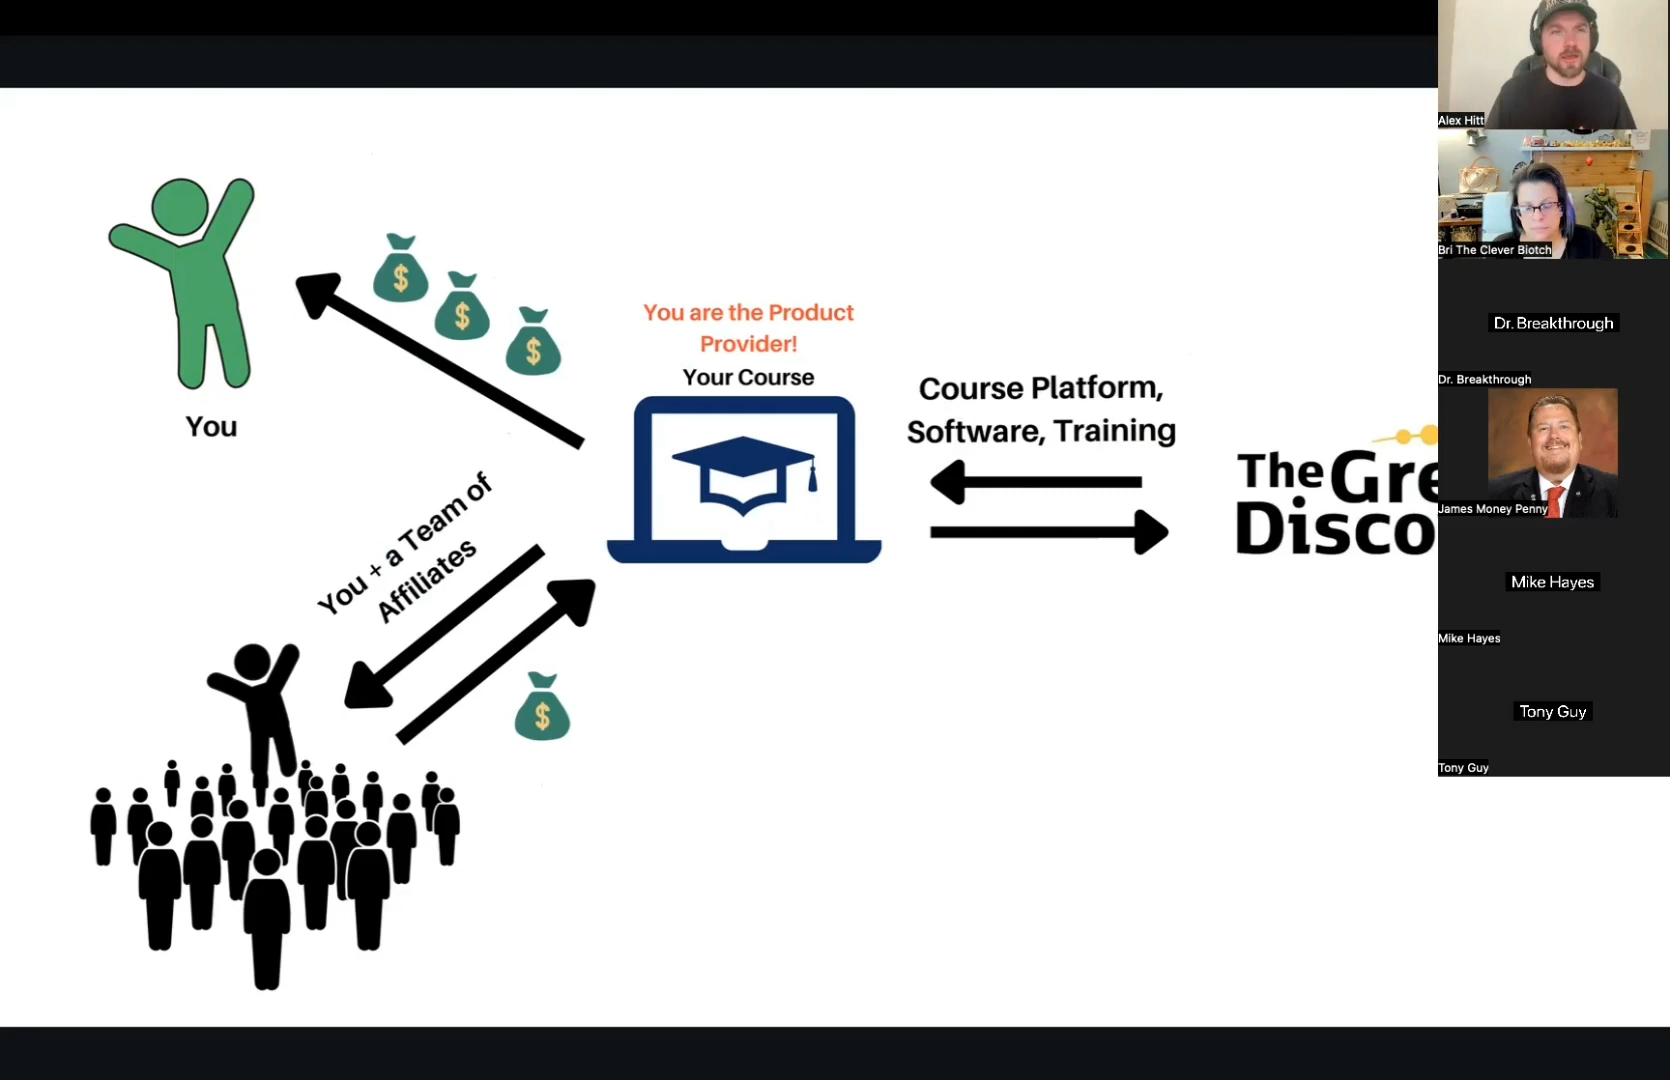 You are the Product
Provider!
Your Course
Course Platform,
Software, Training
You
You + a Team of
Affiliates
The Gre
Disco
$
$
$
$
Alex Hitt
Bri The Clever Biotch
Dr. Breakthrough
Dr. Breakthrough
James Money Penny
Mike Hayes
Mike Hayes
Tony Guy
Tony Guy